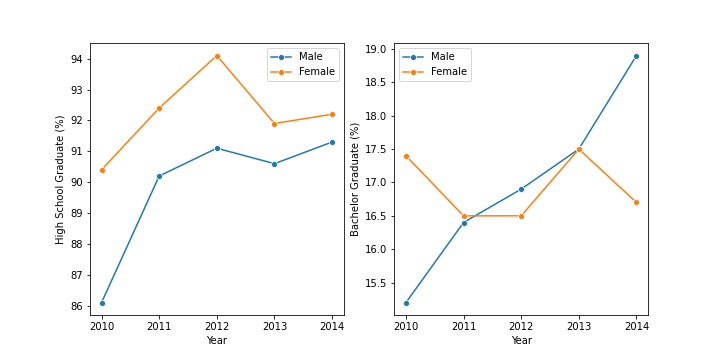 Male
Female
94
93
92
91
90
89
88
87
86
High School Graduate (%)
2010 2011 2012 2013 2014
Year
Male
Female
19.0
18.5
18.0
17.5
17.0
16.5
16.0
15.5
Bachelor Graduate (%)
2010 2011 2012 2013 2014
Year